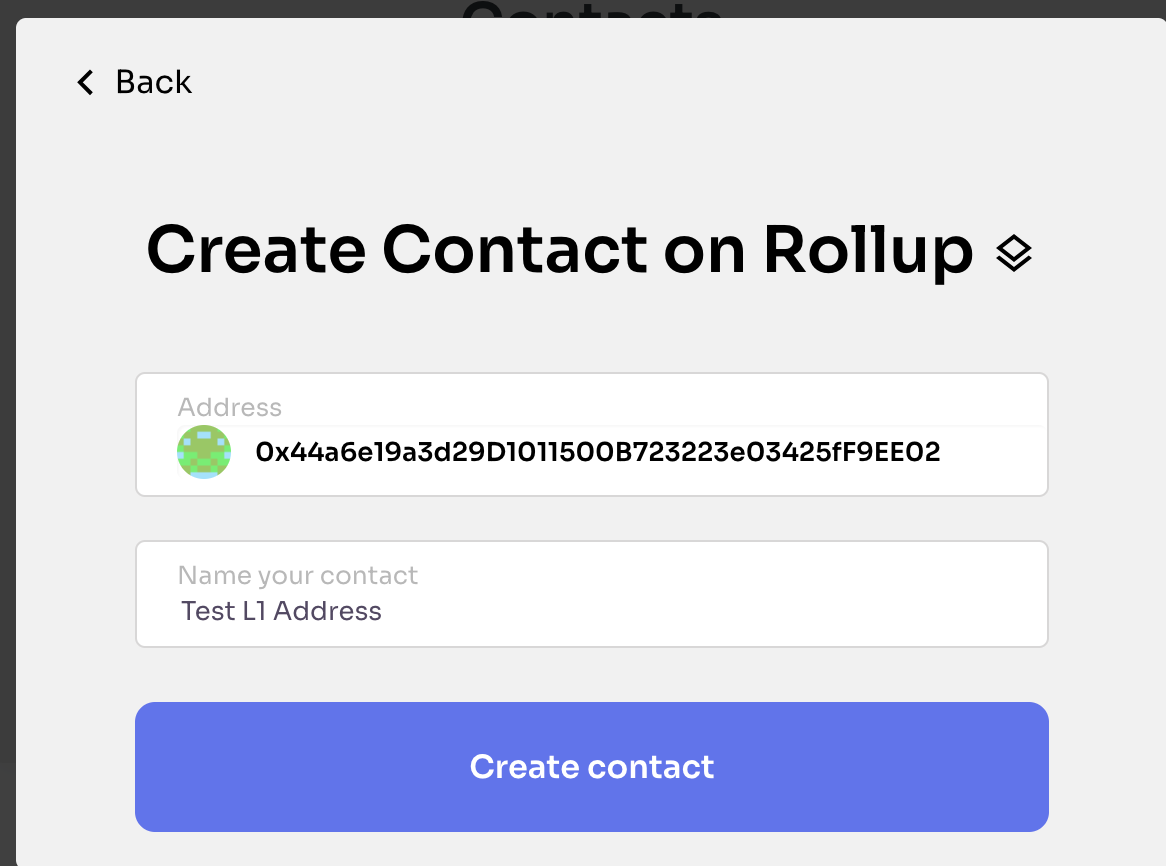 Contacts
Back
Create Contact on Rollup
Address
0x44a6e19a3d29D1011500B723223e03425fF9EE02
Name your contact
Test L1 Address
Create contact